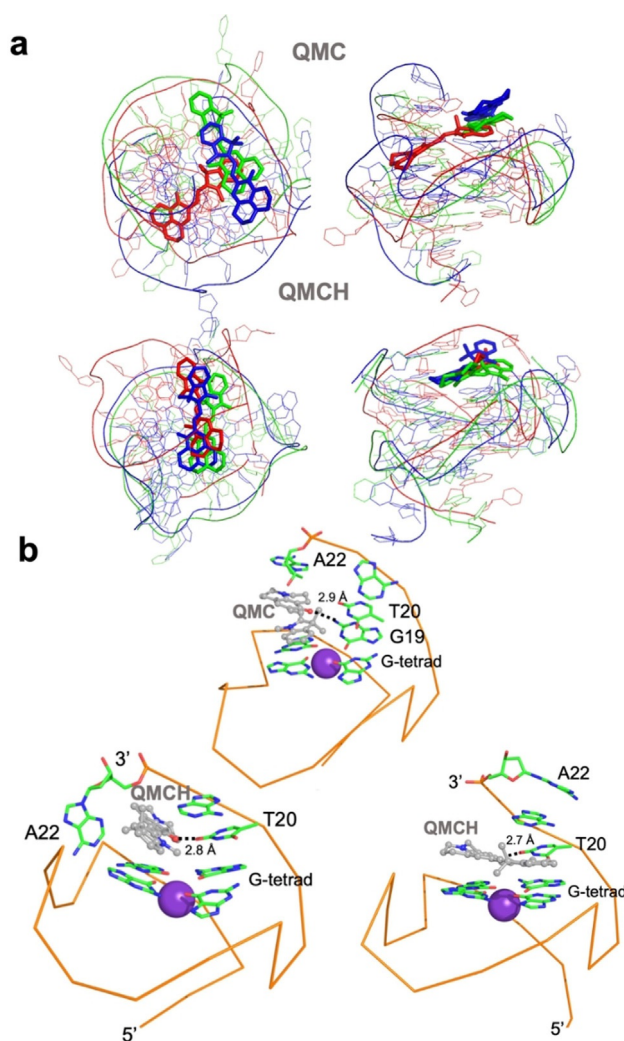 a
QMC
QMCH
b
A22
2.9 Å
QMC
T20
G19
G-tetrad
3’
QMCH
A22
T20
2.8 Å
G-tetrad
5’
3’
A22
QMCH
2.7 Å
T20
G-tetrad
5’